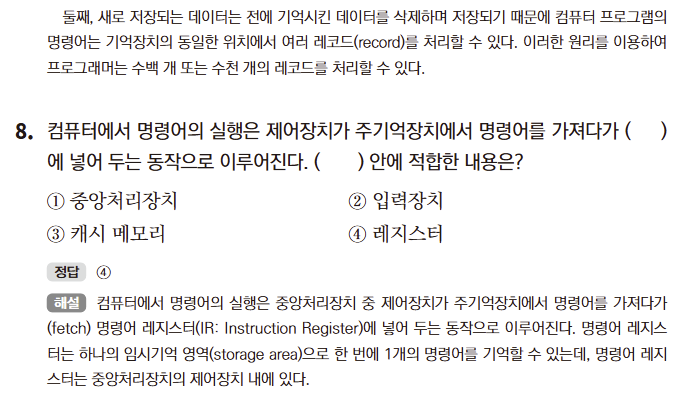 둘째, 새로 저장되는 데이터는 전에 기억시킨 데이터를 삭제하며 저장되기 때문에 컴퓨터 프로그램의
명령어는 기억장치의 동일한 위치에서 여러 레코드(record)를 처리할 수 있다. 이러한 원리를 이용하여
프로그래머는 수백 개 또는 수천 개의 레코드를 처리할 수 있다.
8. 컴퓨터에서 명령어의 실행은 제어장치가 주기억장치에서 명령어를 가져다가 (   )
에 넣어 두는 동작으로 이루어진다. (   ) 안에 적합한 내용은?
① 중앙처리장치 ② 입력장치
③ 캐시 메모리 ④ 레지스터
정답 ④
해설 컴퓨터에서 명령어의 실행은 중앙처리장치 중 제어장치가 주기억장치에서 명령어를 가져다가
(fetch) 명령어 레지스터(IR: Instruction Register)에 넣어 두는 동작으로 이루어진다. 명령어 레지스
터는 하나의 임시기억 영역(storage area)으로 한 번에 1개의 명령어를 기억할 수 있는데, 명령어 레지
스터는 중앙처리장치의 제어장치 내에 있다.